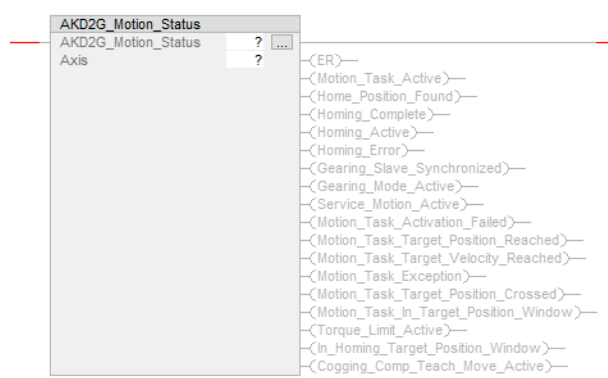 AKD2G_Motion_Status
AKD2G_Motion_Status ? ...
Axis ?
(ER)
(Motion_Task_Active)
(Home_Position_Found)
(Homing_Complete)
(Homing_Active)
(Homing_Error)
(Gearing_Slave_Synchronized)
(Gearing_Mode_Active)
(Service_Motion_Active)
(Motion_Task_Activation_Failed)
(Motion_Task_Target_Position_Reached)
(Motion_Task_Target_Velocity_Reached)
(Motion_Task_Exception)
(Motion_Task_Target_Position_Crossed)
(Motion_Task_In_Target_Position_Window)
(Torque_Limit_Active)
(In_Homing_Target_Position_Window)
(Cogging_Comp_Teach_Move_Active)